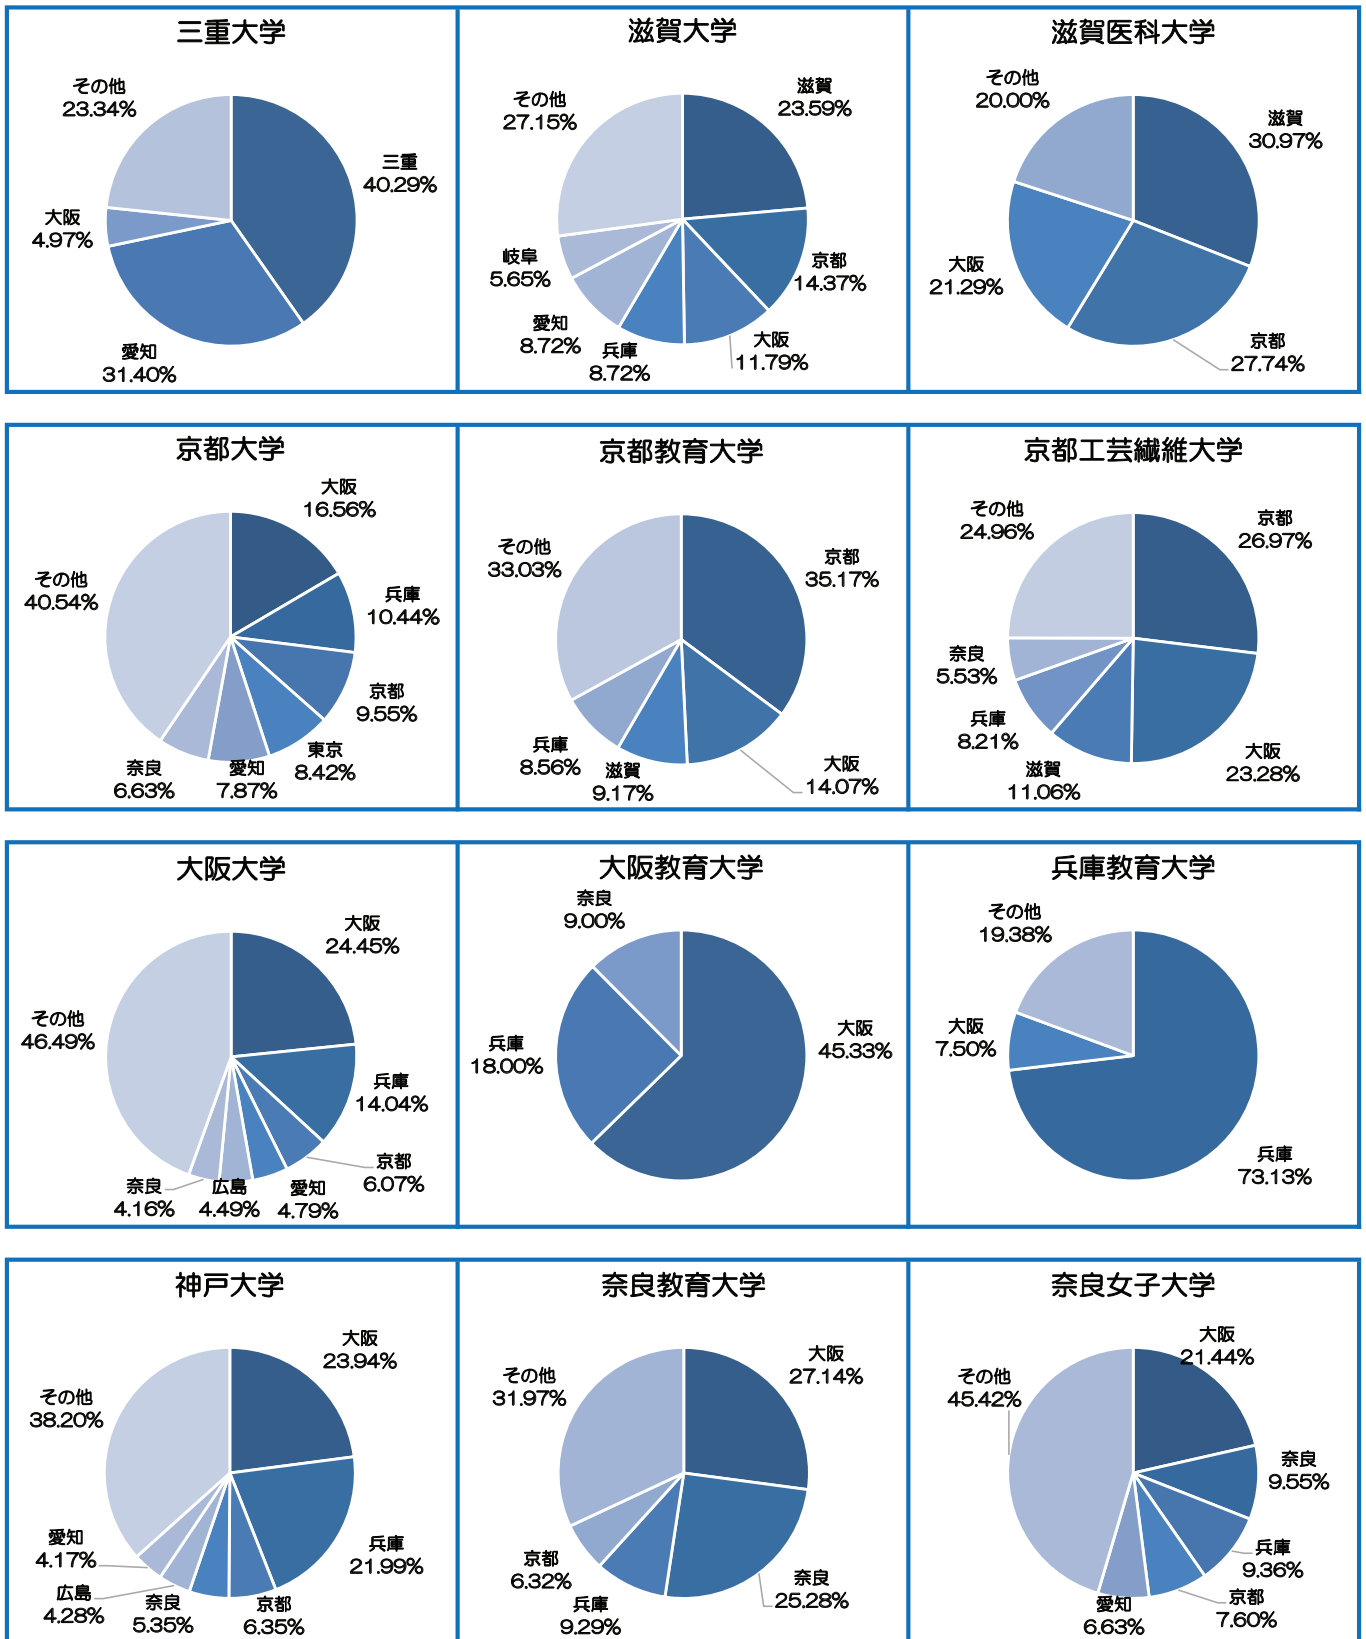 三重大学
その他
23.34%
三重
40.29%
大阪
4.97%
愛知
31.40%
滋賀大学
滋賀
23.59%
その他
27.15%
岐阜
5.65%
京都
14.37%
愛知
8.72%
兵庫
8.72%
大阪
11.79%
滋賀医科大学
その他
20.00%
滋賀
30.97%
大阪
21.29%
京都
27.74%
京都大学
大阪
16.56%
その他
40.54%
兵庫
10.44%
京都
9.55%
東京
8.42%
愛知
7.87%
奈良
6.63%
京都教育大学
その他
33.03%
京都
35.17%
兵庫
8.56%
滋賀
9.17%
大阪
14.07%
京都工芸繊維大学
その他
24.96%
京都
26.97%
奈良
5.53%
兵庫
8.21%
滋賀
11.06%
大阪
23.28%
大阪大学
大阪
24.45%
その他
46.49%
兵庫
14.04%
京都
6.07%
奈良
4.16%
広島
4.49%
愛知
4.79%
大阪教育大学
奈良
9.00%
兵庫
18.00%
大阪
45.33%
兵庫教育大学
その他
19.38%
大阪
7.50%
兵庫
73.13%
神戸大学
大阪
23.94%
その他
38.20%
愛知
4.17%
兵庫
21.99%
広島
4.28%
奈良
5.35%
京都
6.35%
奈良教育大学
大阪
27.14%
その他
31.97%
京都
6.32%
兵庫
9.29%
奈良
25.28%
奈良女子大学
大阪
21.44%
その他
45.42%
奈良
9.55%
兵庫
9.36%
京都
7.60%
愛知
6.63%